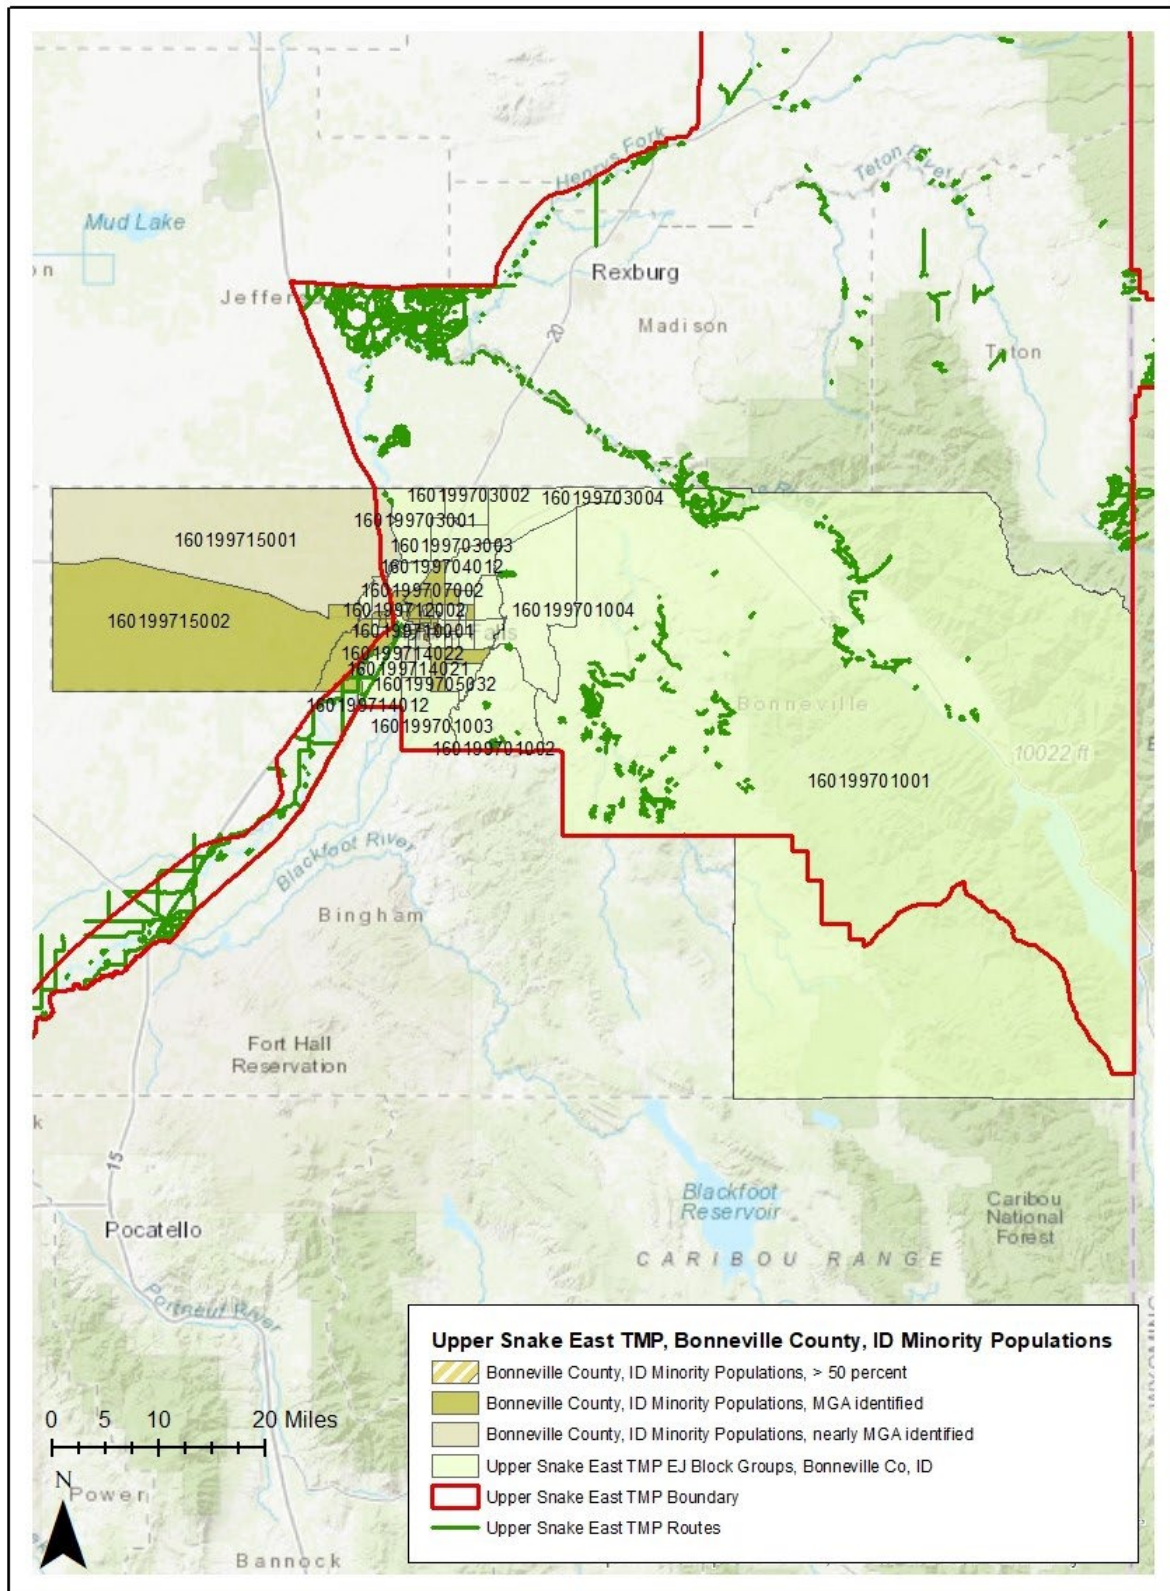 Henrys Fork
Teton River
Mud Lake
Rexburg
Jefferso
Madison
20
Teton
160199703002
160199703004
160199703001
160199715001
160199703003
160199704012
160199707002
160199712002
160199701004
160199715002
160199710001
Falls
160199714022
160199714021
160199705032
160199714012
Bonneville
160199701003
160199701002
10022 ft
160199701001
Blackfoot River
Bingham
Fort Hall
Reservation
15
Blackfoot
Reservoir
Caribou
National
Forest
Pocatello
CARIBOU RANGE
Portneuf River
Upper Snake East TMP, Bonneville County, ID Minority Populations
Bonneville County, ID Minority Populations, > 50 percent
Bonneville County, ID Minority Populations, MGA identified
Bonneville County, ID Minority Populations, nearly MGA identified
Upper Snake East TMP EJ Block Groups, Bonneville Co, ID
Upper Snake East TMP Boundary
Upper Snake East TMP Routes
0 5 10 20 Miles
N
Power
Bannock